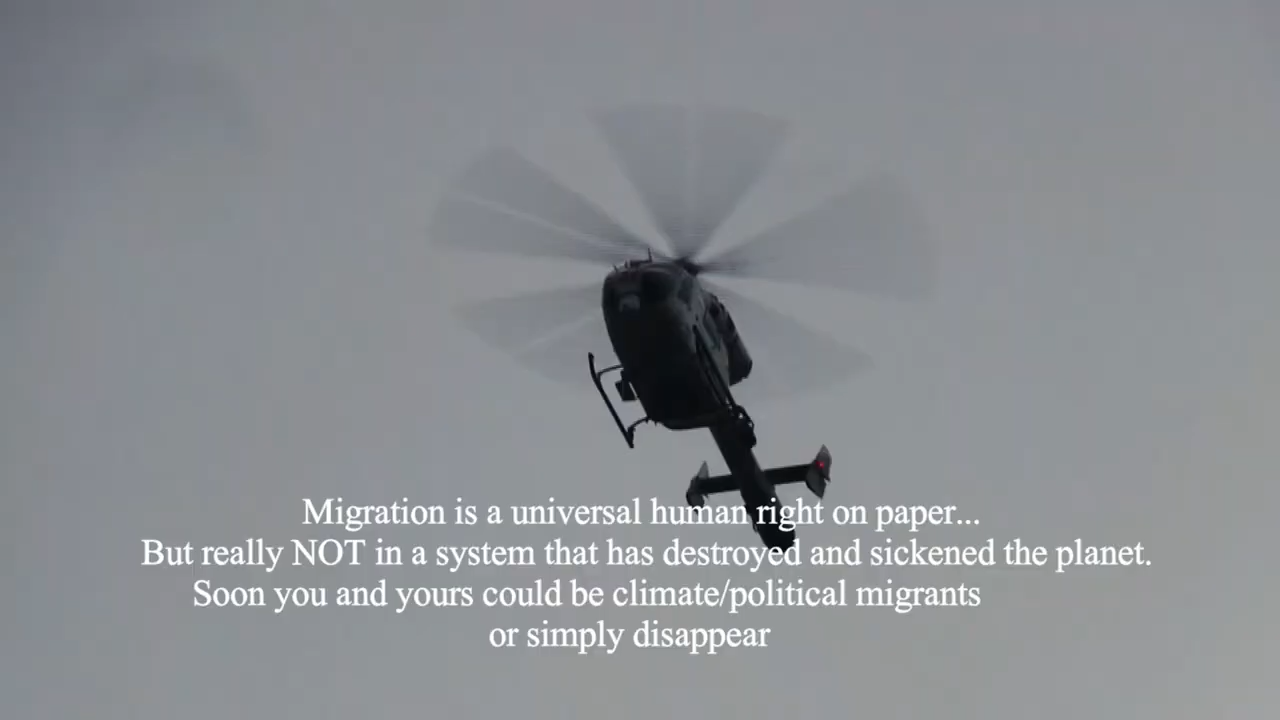 Migration is a universal human right on paper...
But really NOT in a system that has destroyed and sickened the planet.
Soon you and yours could be climate/political migrants
or simply disappear